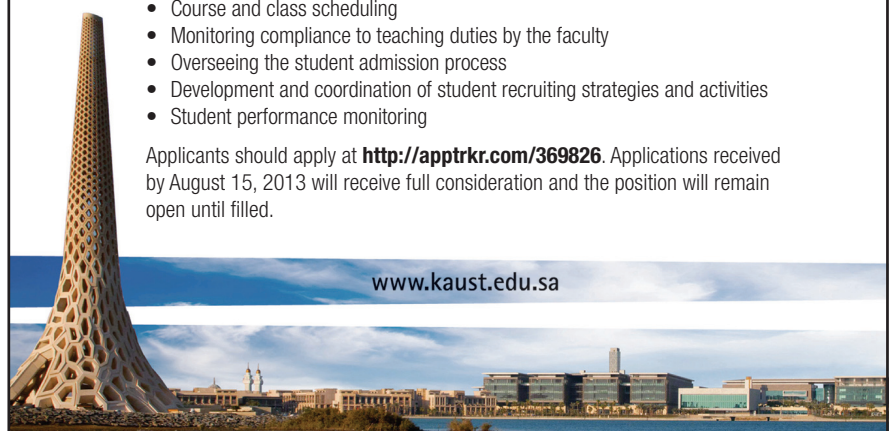 • Course and class scheduling
• Monitoring compliance to teaching duties by the faculty
• Overseeing the student admission process
• Development and coordination of student recruiting strategies and activities
• Student performance monitoring
Applicants should apply at http://apptrkr.com/369826. Applications received
by August 15, 2013 will receive full consideration and the position will remain
open until filled.
www.kaust.edu.sa